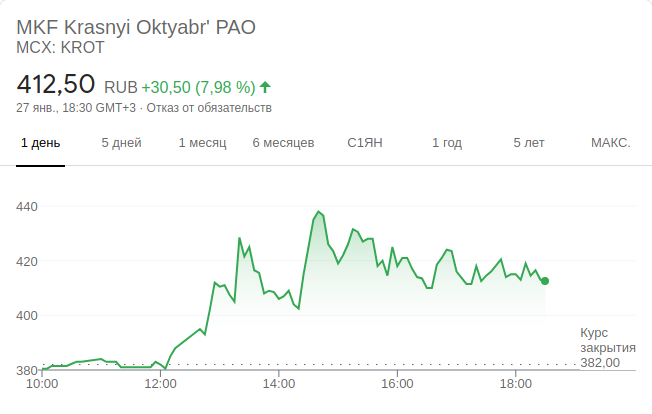 MKF Krasnyi Oktyabr' PAO
MCX: KROT
412,50 RUB +30,50 (7,98 %)
27 янв., 18:30 GMT+3 · Отказ от обязательств
1 день 5 дней 1 месяц 6 месяцев С1ЯН 1 год 5 лет МАКС.
440
420
400
380
Курс
закрытия
382,00
10:00 12:00 14:00 16:00 18:00